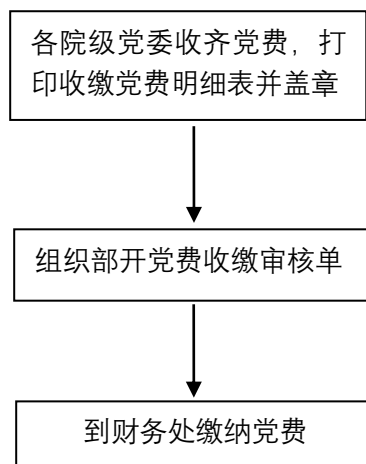 各院级党委收齐党费，打
印收缴党费明细表并盖章
组织部开党费收缴审核单
到财务处缴纳党费